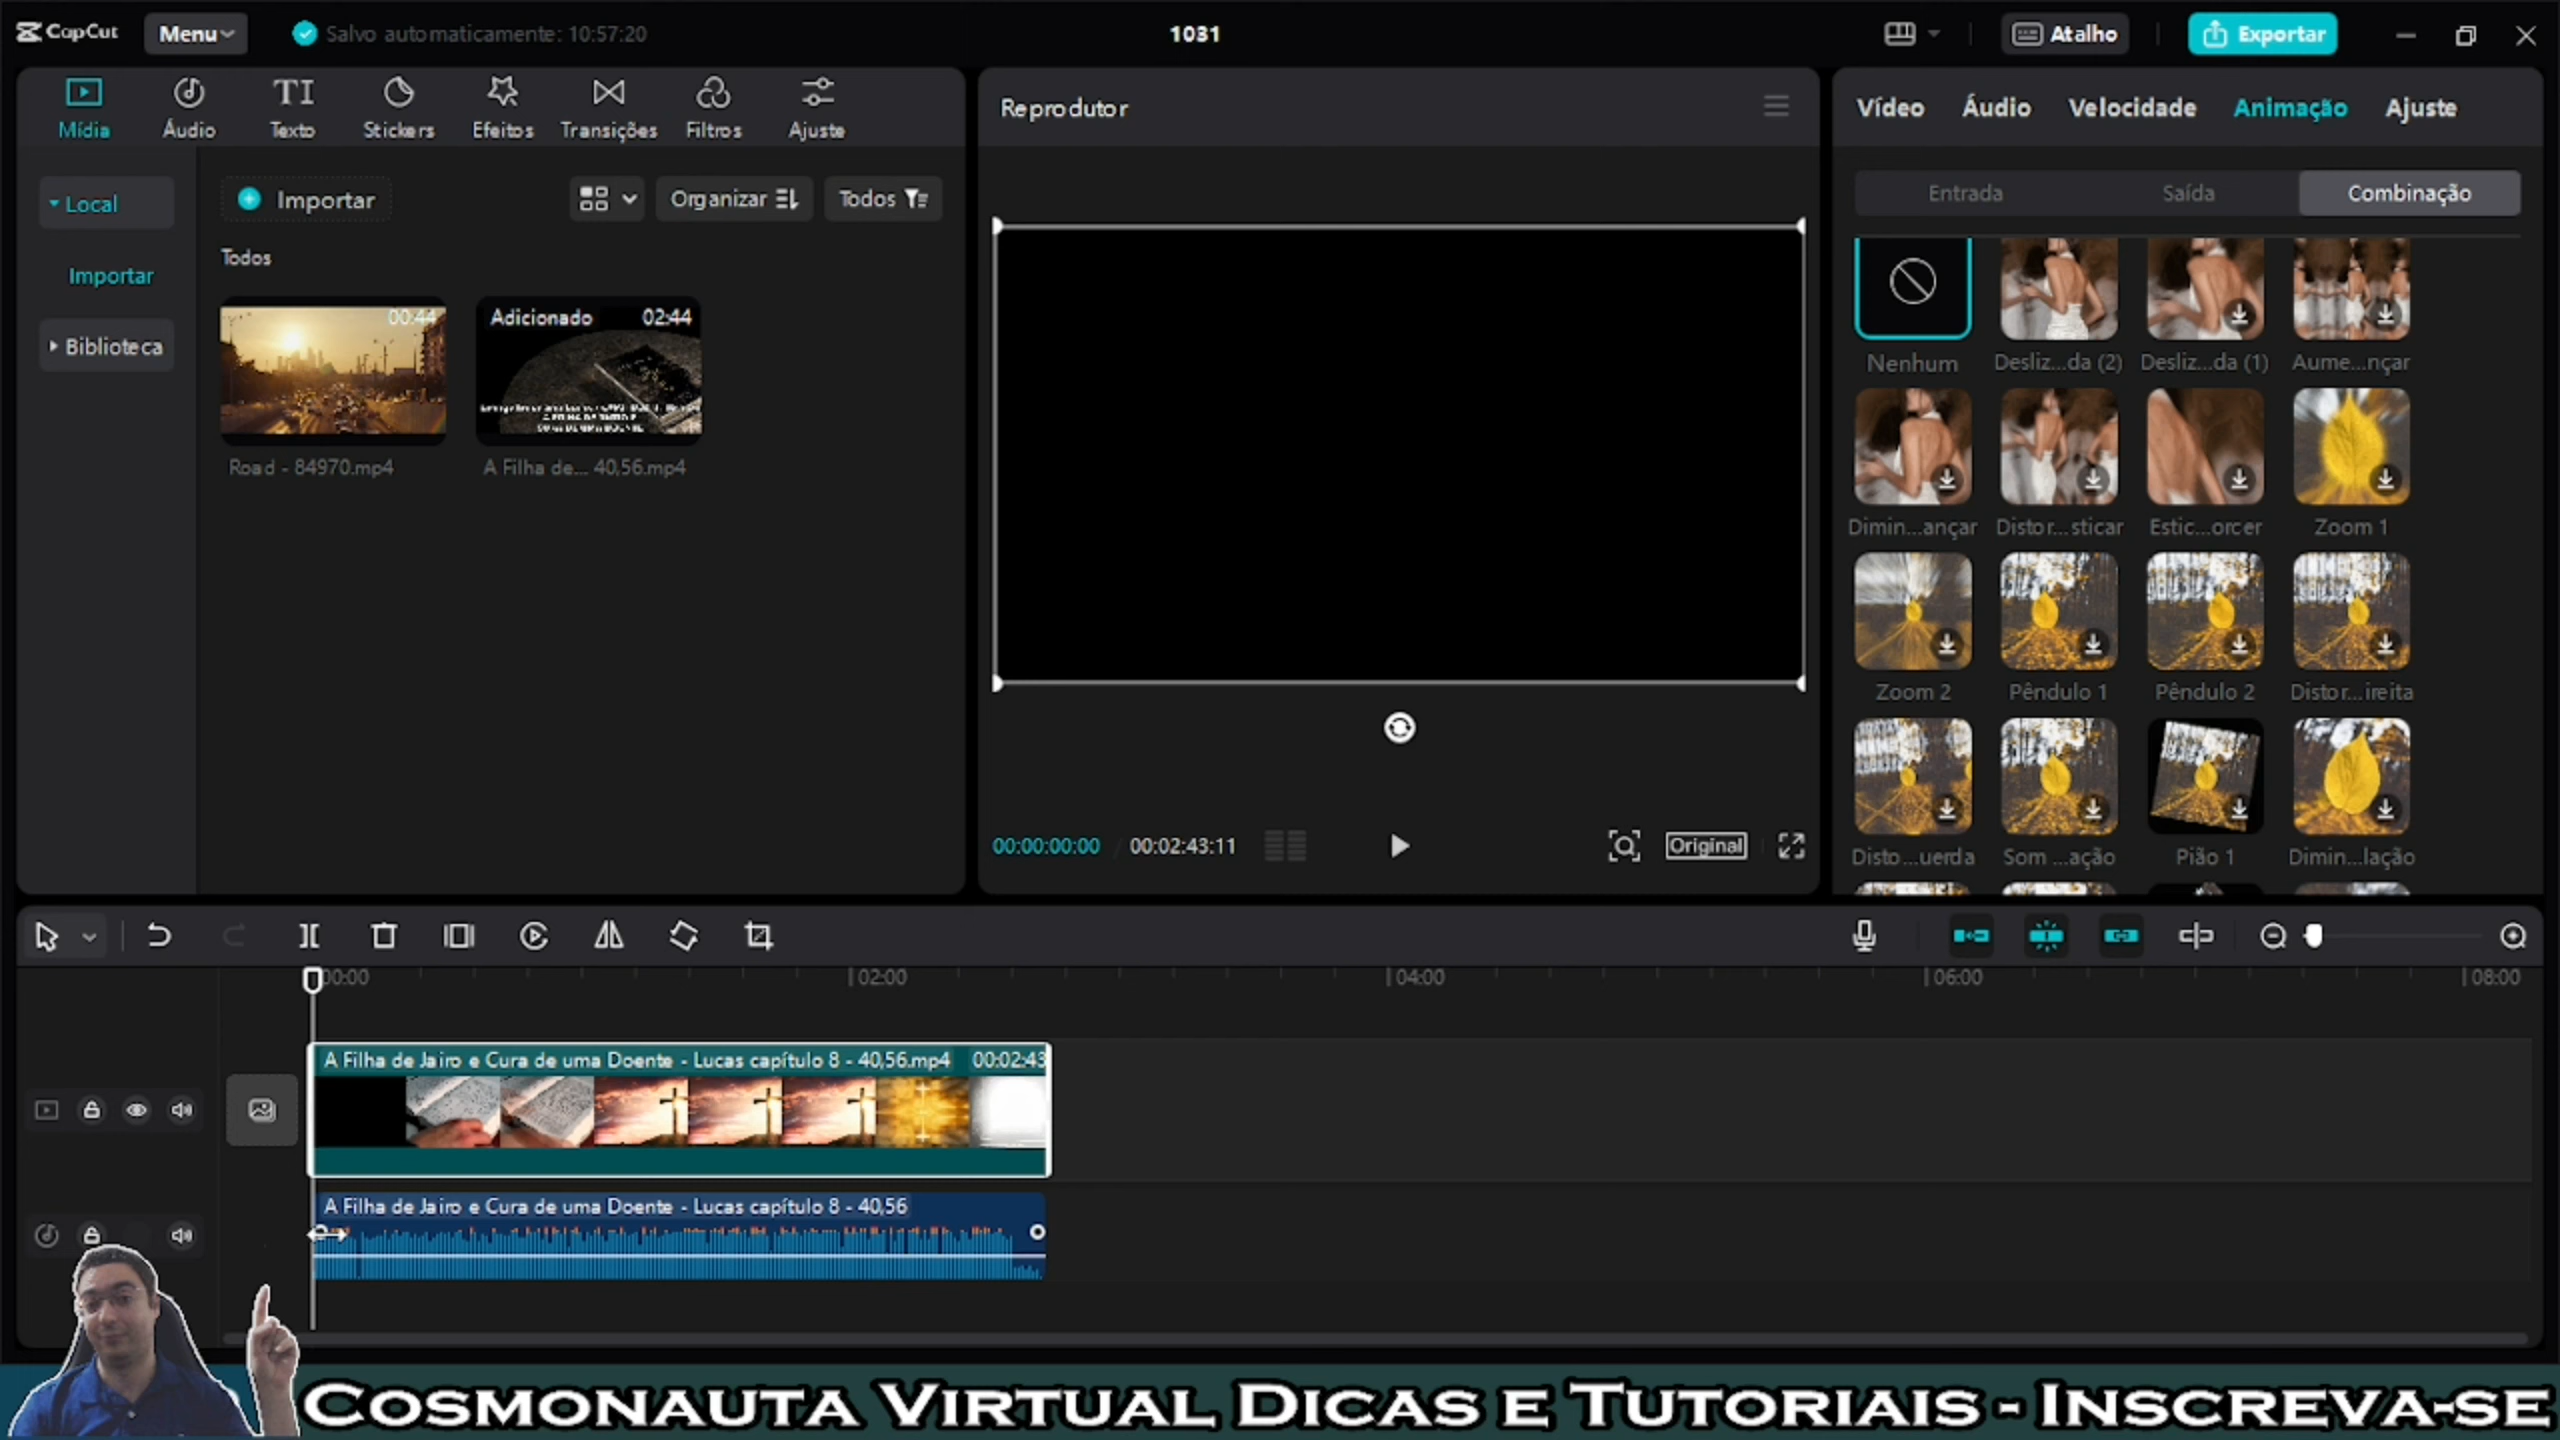 CapCut
Menu
Salvo automaticamente: 10:57:20
1031
Atalho
Exportar
Mídia
Áudio
Texto
Stickers
Efeitos
Transições
Filtros
Ajuste
Local
Importar
Biblioteca
Importar
Organizar
Todos
Todos
00:44
Road - 84970.mp4
Adicionado 02:44
A Filha de... 40,56.mp4
Reprodutor
00:00:00:00 / 00:02:43:11
Original
Vídeo
Áudio
Velocidade
Animação
Ajuste
Entrada
Saída
Combinação
Nenhum
Desliz...da (2)
Desliz...da (1)
Aume...nçar
Dimin...ançar
Distor...sticar
Estic...orcer
Zoom 1
Zoom 2
Pêndulo 1
Pêndulo 2
Distor...ireita
Disto...uerda
Som ...ação
Pião 1
Dimin...lação
00:00
02:00
04:00
06:00
08:00
A Filha de Jairo e Cura de uma Doente - Lucas capítulo 8 - 40,56.mp4 00:02:43
A Filha de Jairo e Cura de uma Doente - Lucas capítulo 8 - 40,56
Cosmonauta Virtual Dicas e Tutoriais - Inscreva-se